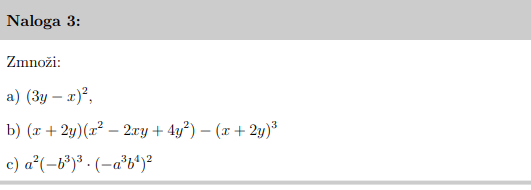 Naloga 3:
Zmnoži:
a) (3y − x)²,
b) (x + 2y)(x² − 2xy + 4y²) − (x + 2y)³
c) a²(−b³)³ · (−a³b⁴)²